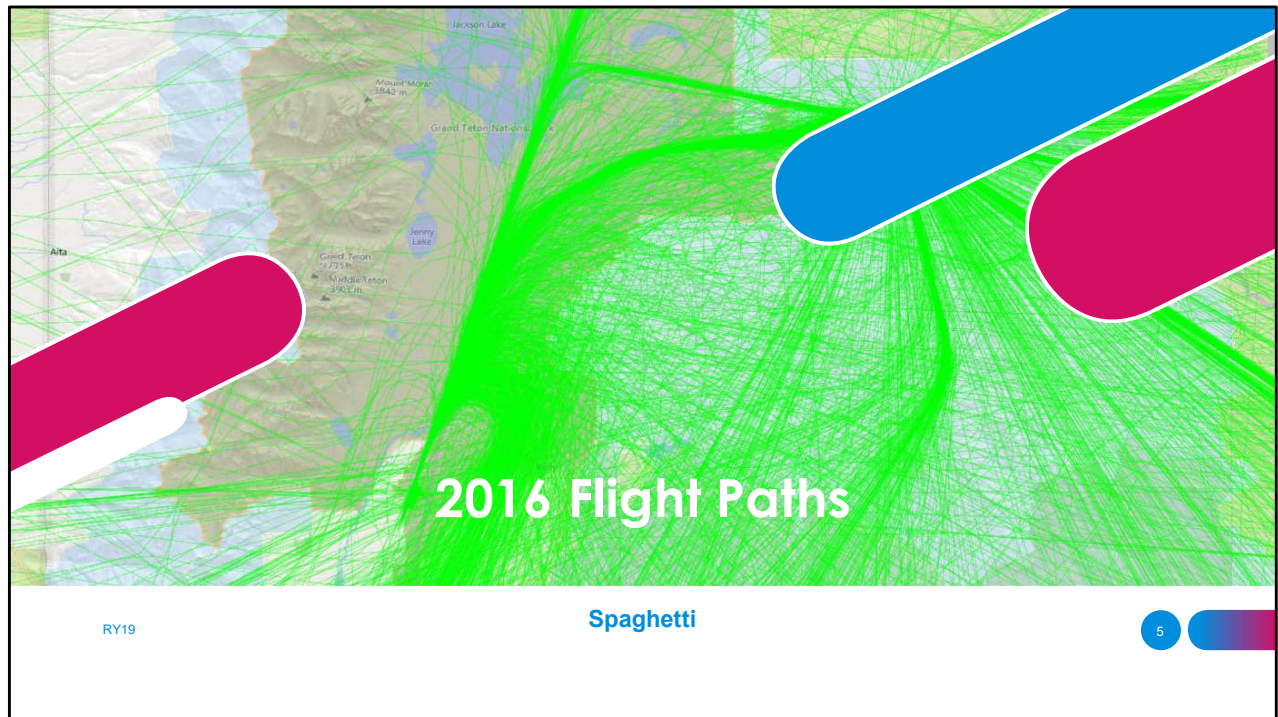 Jackson Lake
Mount Moran
3842 m
Grand Teton National
Jenny
Lake
Alta
Grand Teton
Middle Teton
3903 m
2016 Flight Paths
RY19
Spaghetti
5